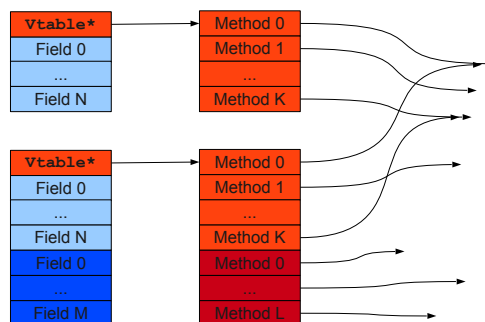 Vtable* Method 0
Field 0 Method 1
... ...
Field N Method K
Vtable* Method 0
Field 0 Method 1
... ...
Field N Method K
Field 0 Method 0
... ...
Field M Method L